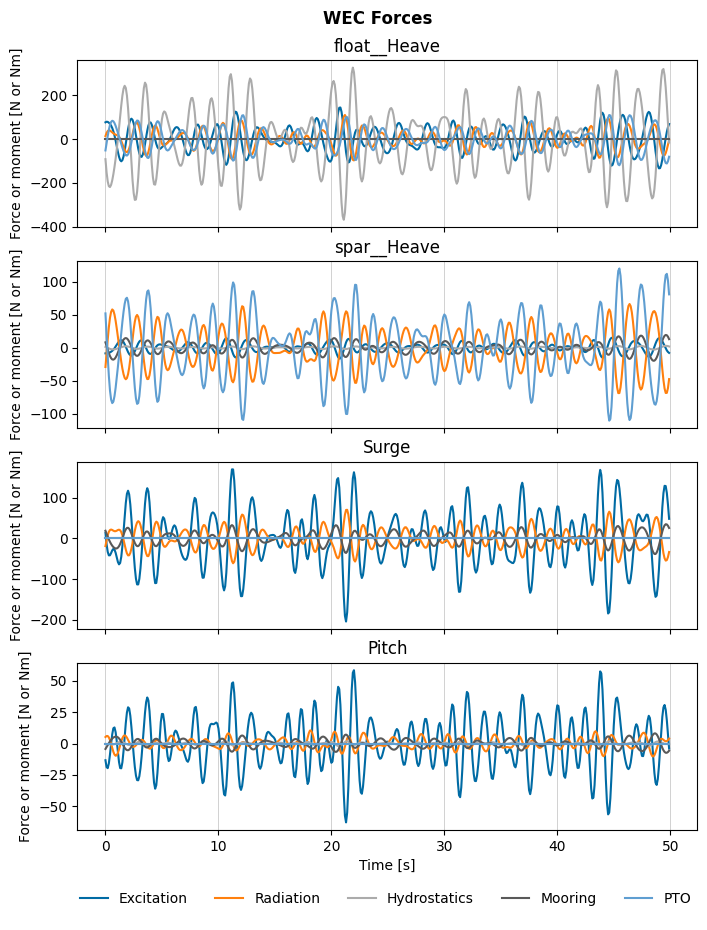 WEC Forces
float__Heave
Force or moment [N or Nm]
200
0
−200
−400
spar__Heave
Force or moment [N or Nm]
100
50
0
−50
−100
Surge
Force or moment [N or Nm]
100
0
−100
−200
Pitch
Force or moment [N or Nm]
50
25
0
−25
−50
0 10 20 30 40 50
Time [s]
Excitation Radiation Hydrostatics Mooring PTO